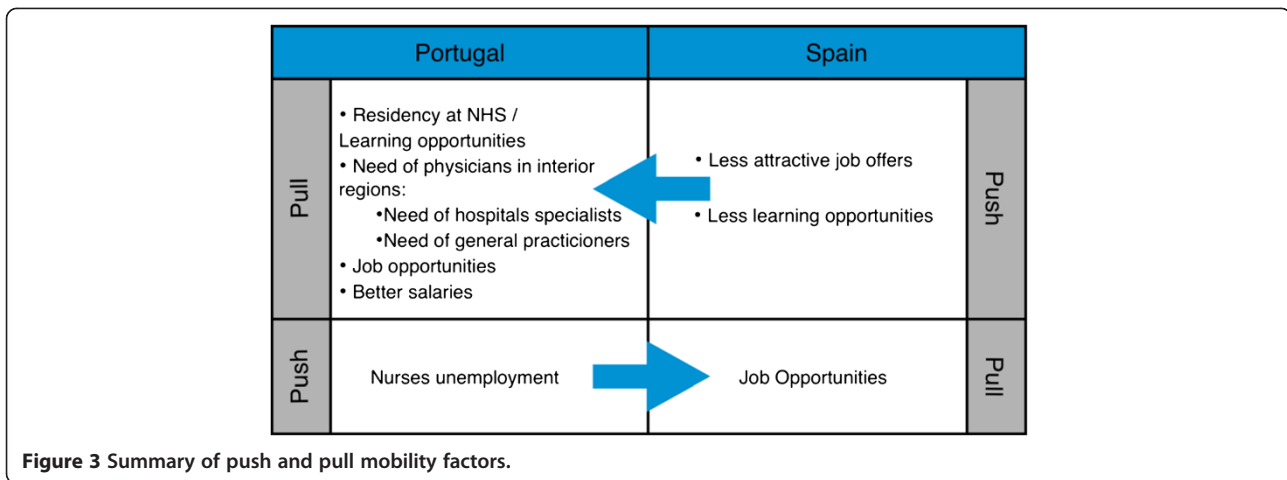 Portugal
Spain
Pull
• Residency at NHS /
Learning opportunities
• Need of physicians in interior
regions:
•Need of hospitals specialists
•Need of general practicioners
• Job opportunities
• Better salaries
• Less attractive job offers
• Less learning opportunities
Push
Push
Nurses unemployment
Job Opportunities
Pull
Figure 3 Summary of push and pull mobility factors.